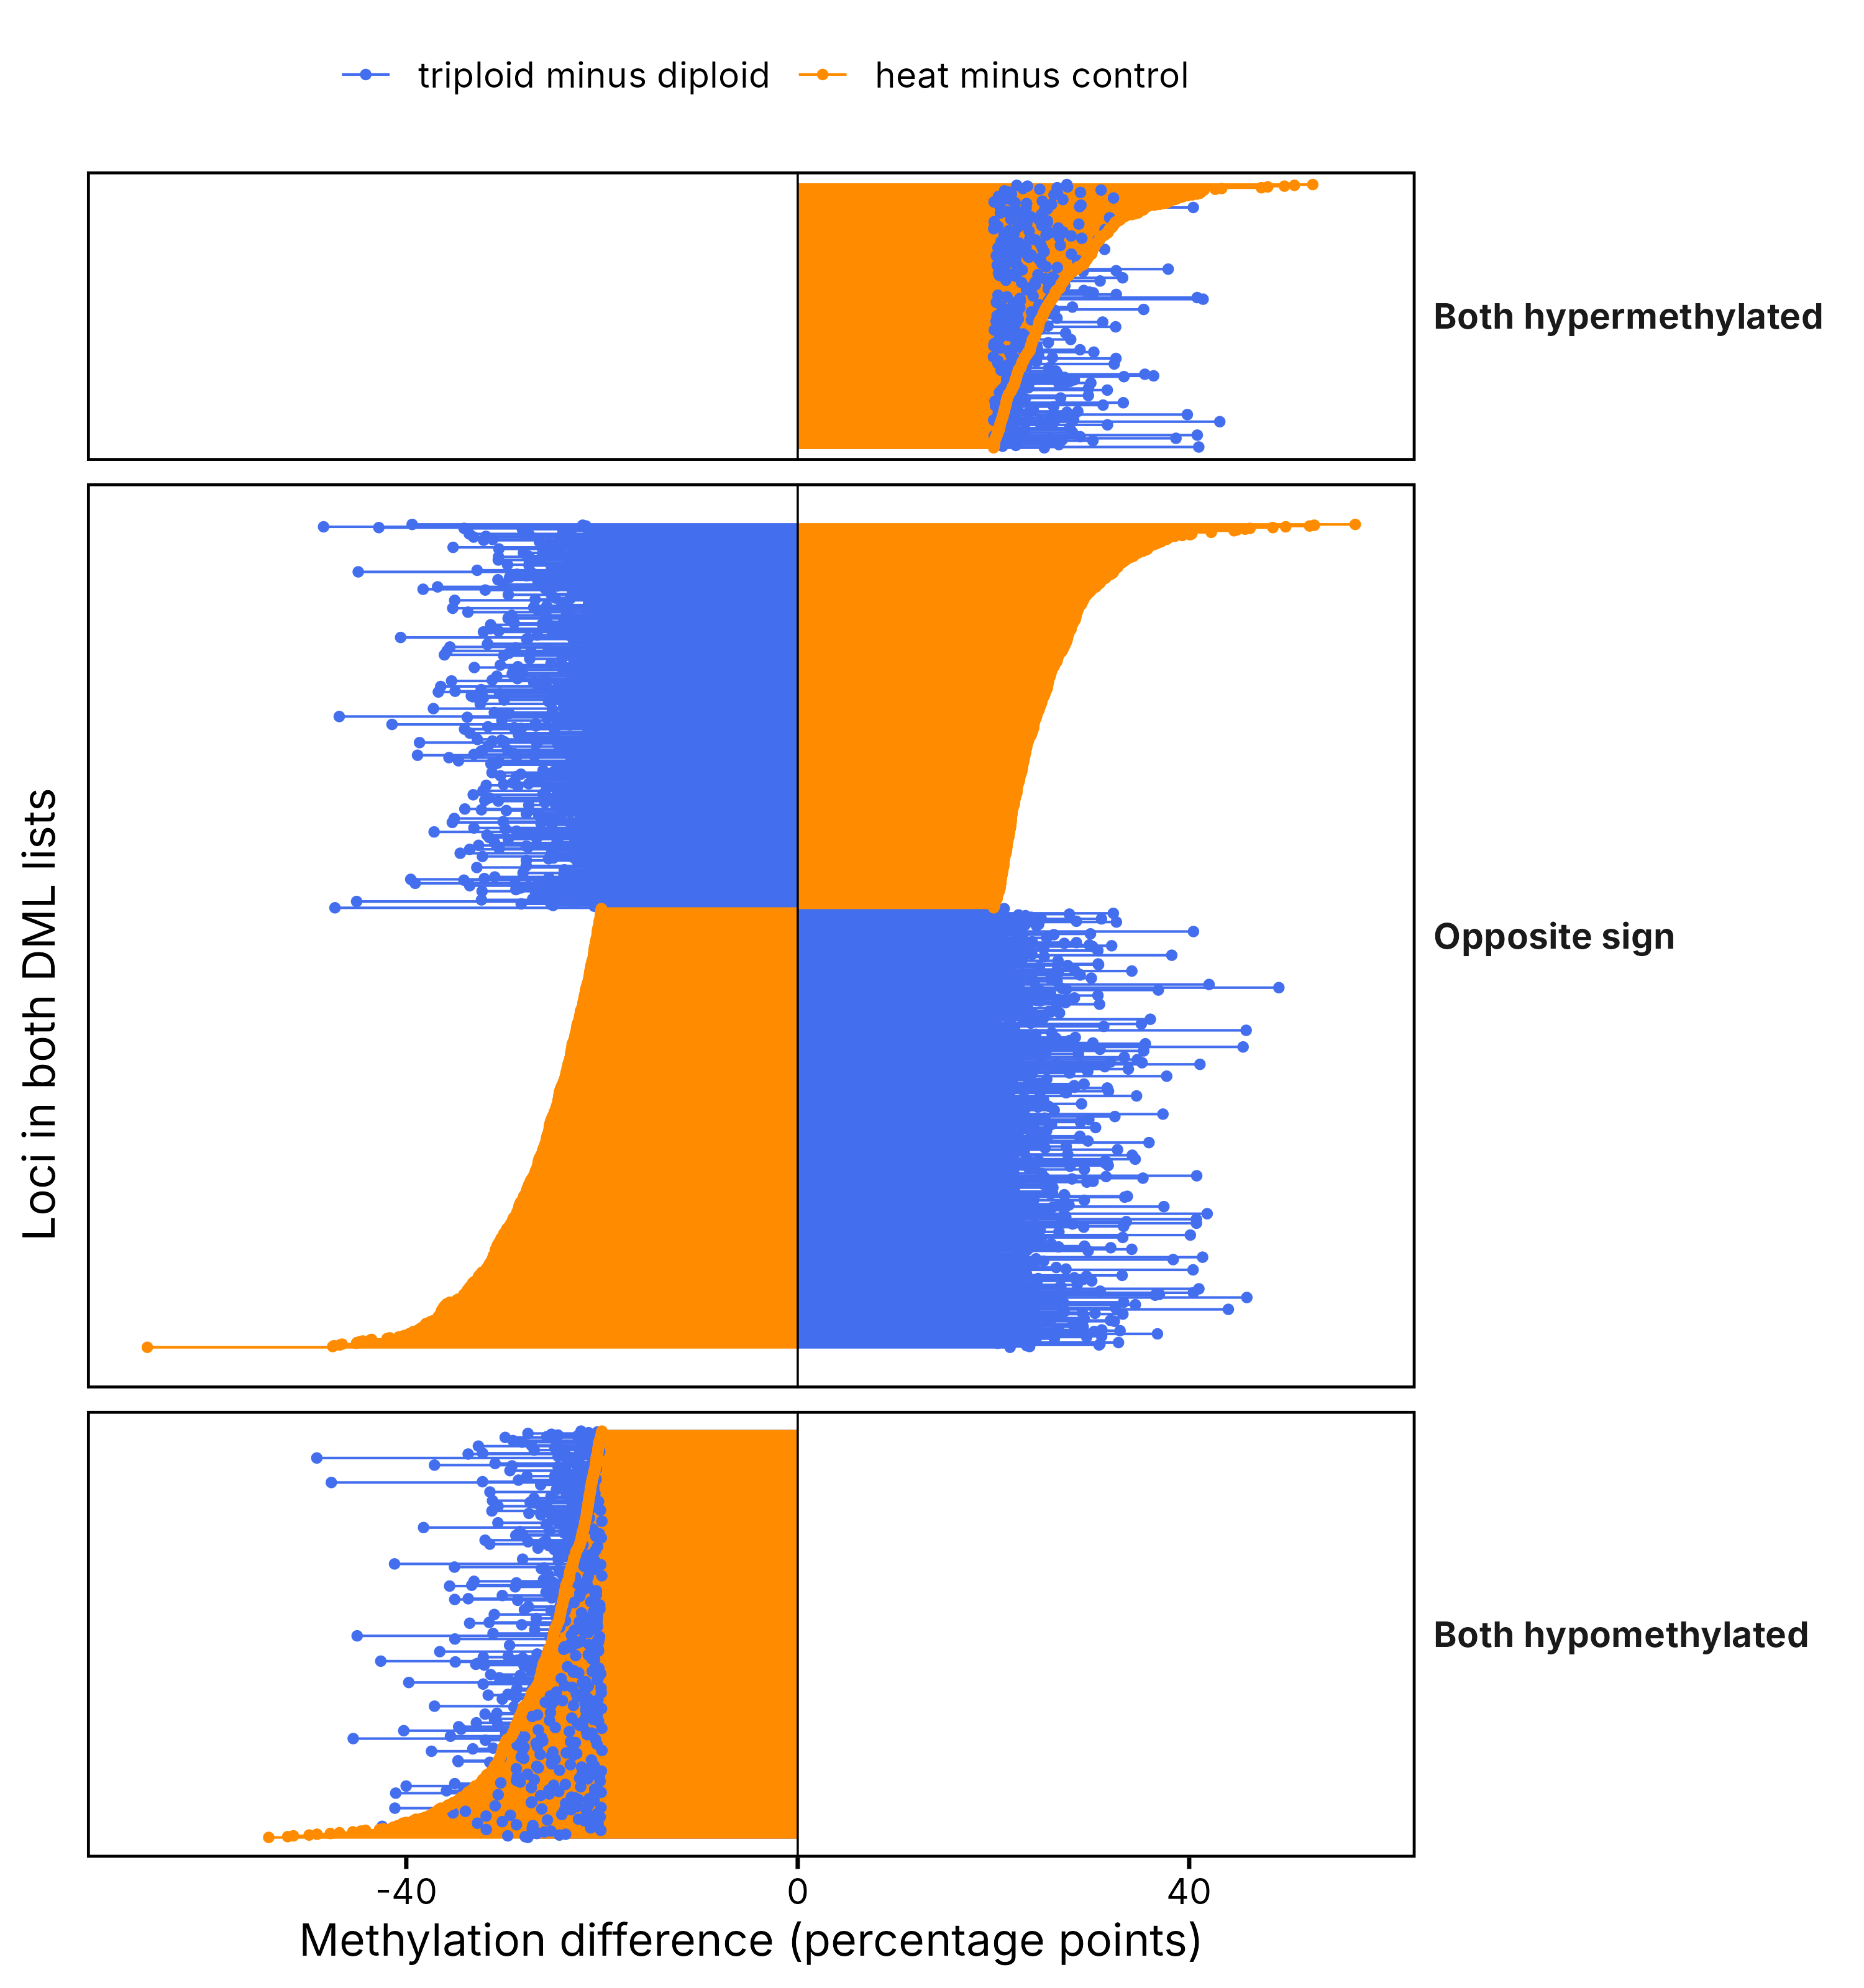 triploid minus diploid heat minus control
Both hypermethylated
Loci in both DML lists
Opposite sign
Both hypomethylated
-40 0 40
Methylation difference (percentage points)